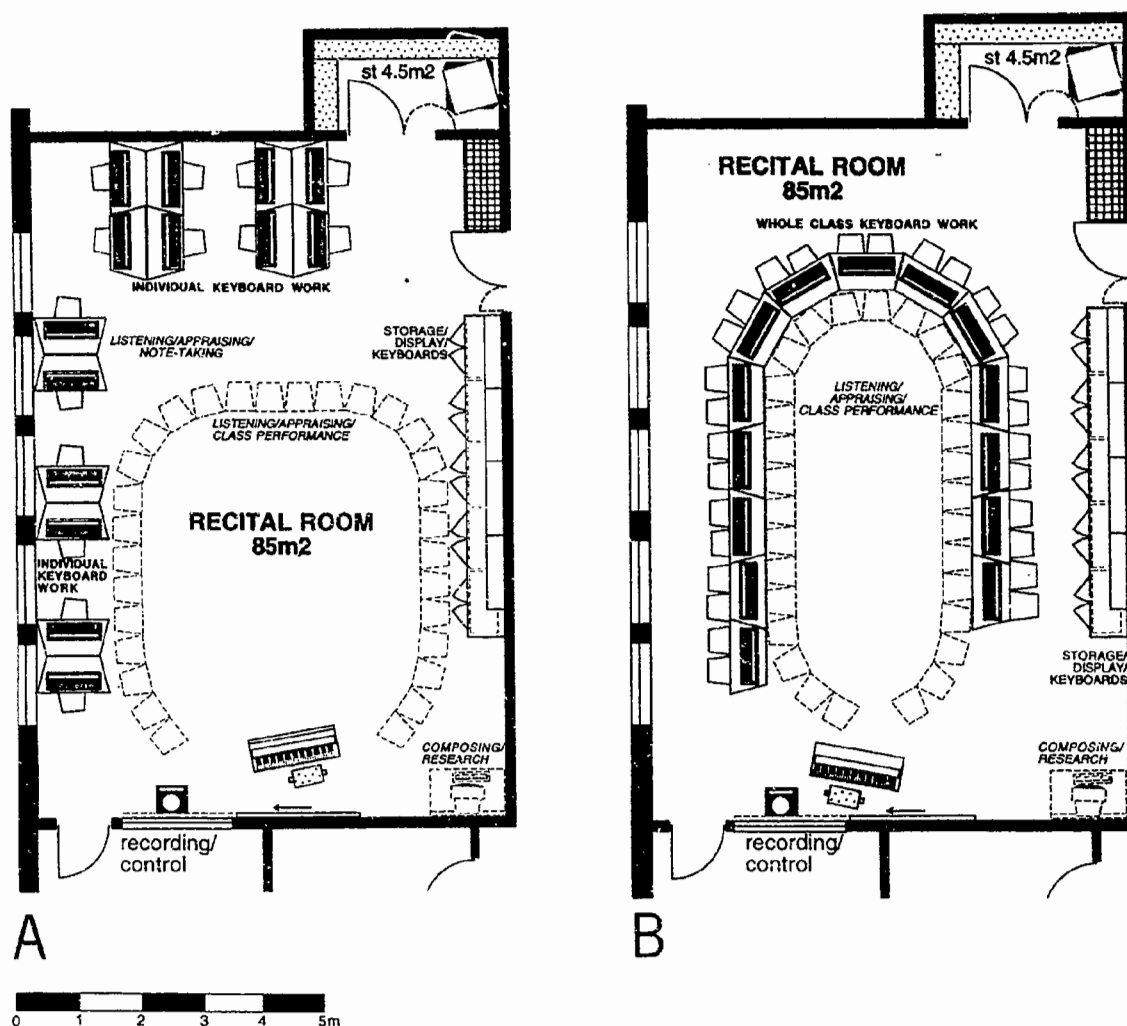 st 4.5m2
INDIVIDUAL KEYBOARD WORK
LISTENING/APPRAISING/
NOTE-TAKING
STORAGE/
DISPLAY/
KEYBOARDS
LISTENING/APPRAISING/
CLASS PERFORMANCE
RECITAL ROOM
85m2
INDIVIDUAL
KEYBOARD
WORK
COMPOSING/
RESEARCH
recording/
control
A
0 1 2 3 4 5m
st 4.5m2
RECITAL ROOM
85m2
WHOLE CLASS KEYBOARD WORK
LISTENING/
APPRAISING/
CLASS PERFORMANCE
STORAGE/
DISPLAY/
KEYBOARDS
COMPOSING/
RESEARCH
recording/
control
B